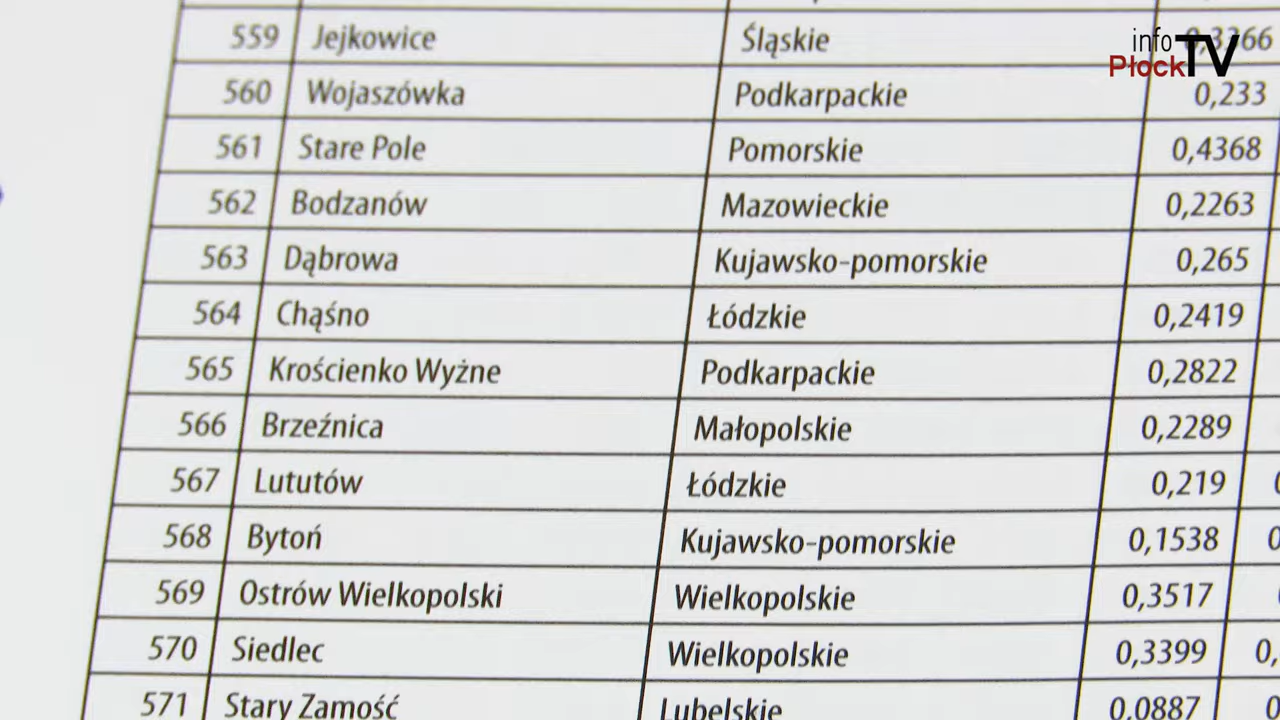 559 Jejkowice Śląskie 0,3366
info
PłockTV
560 Wojaszówka Podkarpackie 0,233
561 Stare Pole Pomorskie 0,4368
562 Bodzanów Mazowieckie 0,2263
563 Dąbrowa Kujawsko-pomorskie 0,265
564 Chąśno Łódzkie 0,2419
565 Krościenko Wyżne Podkarpackie 0,2822
566 Brzeźnica Małopolskie 0,2289
567 Lututów Łódzkie 0,219
568 Bytoń Kujawsko-pomorskie 0,1538
569 Ostrów Wielkopolski Wielkopolskie 0,3517
570 Siedlec Wielkopolskie 0,3399
571 Stary Zamość Lubelskie 0,0887